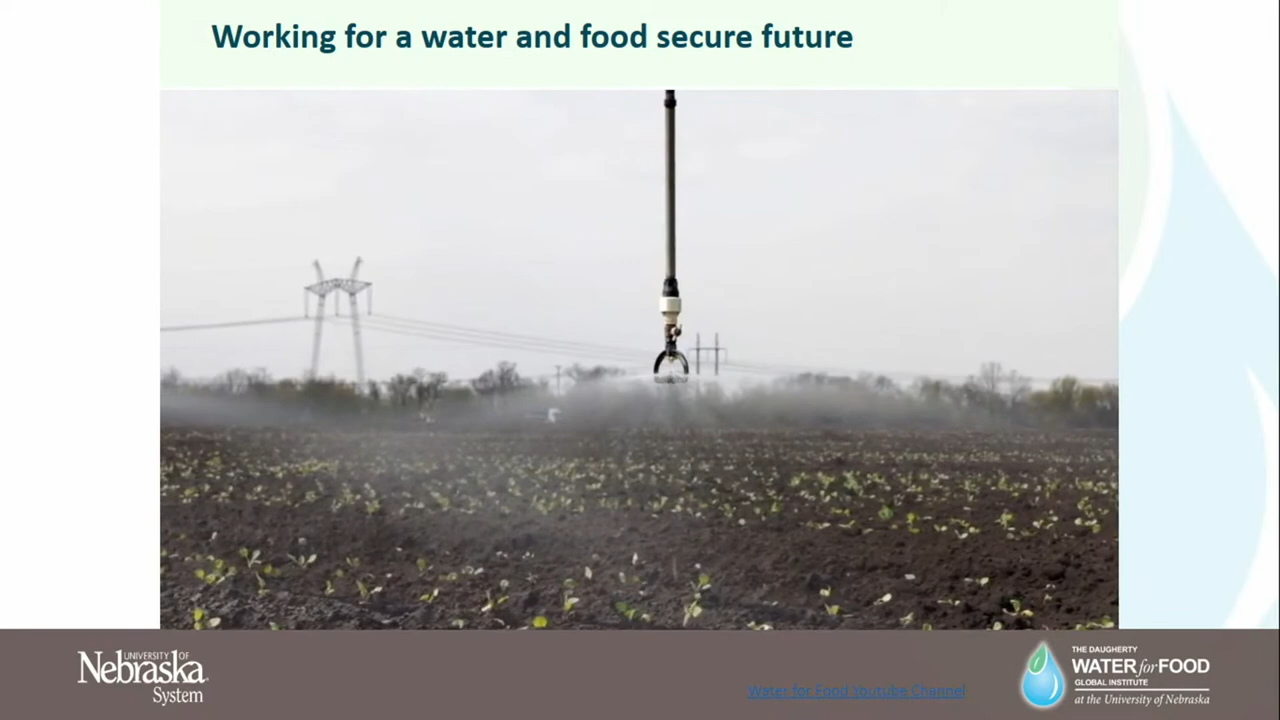 Working for a water and food secure future
UNIVERSITY OF
Nebraska
System
Water for Food Youtube Channel
THE DAUGHERTY
WATER for FOOD
GLOBAL INSTITUTE
at the University of Nebraska